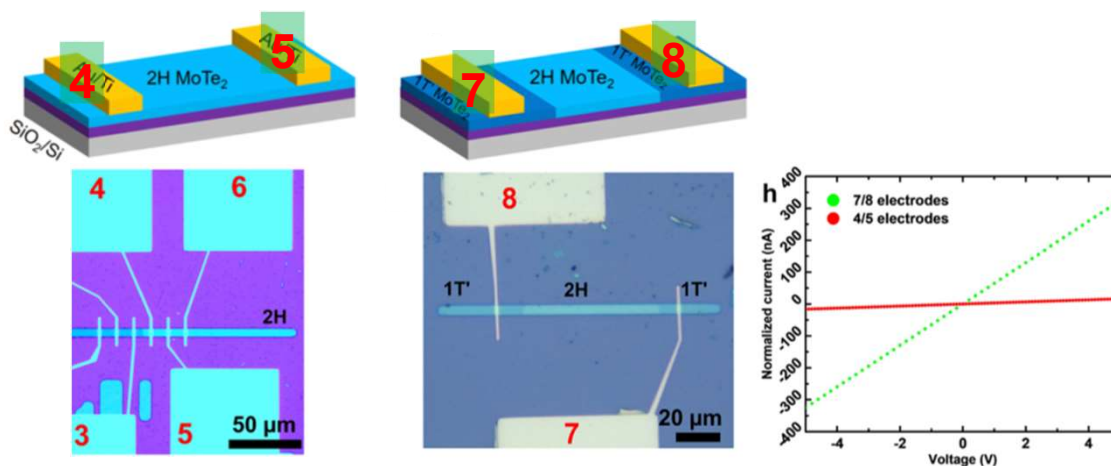 4
5
Au/Ti
2H MoTe₂
SiO₂/Si
7
8
1T' MoTe₂
2H MoTe₂
1T' MoTe₂
4
6
2H
3
5
50 µm
8
1T'
2H
1T'
7
20 µm
h
7/8 electrodes
4/5 electrodes
Normalized current (nA)
400
300
200
100
0
-100
-200
-300
-400
-4
-2
0
2
4
Voltage (V)